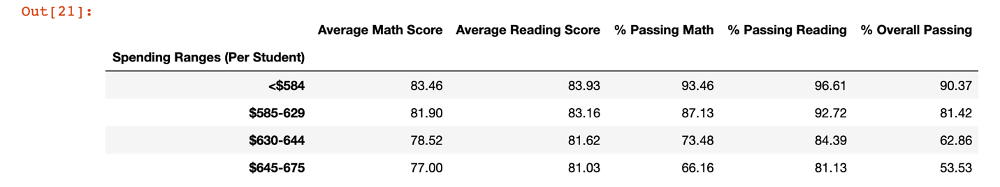 Out[21]:
Average Math Score Average Reading Score % Passing Math % Passing Reading % Overall Passing
Spending Ranges (Per Student)
<$584 83.46 83.93 93.46 96.61 90.37
$585-629 81.90 83.16 87.13 92.72 81.42
$630-644 78.52 81.62 73.48 84.39 62.86
$645-675 77.00 81.03 66.16 81.13 53.53